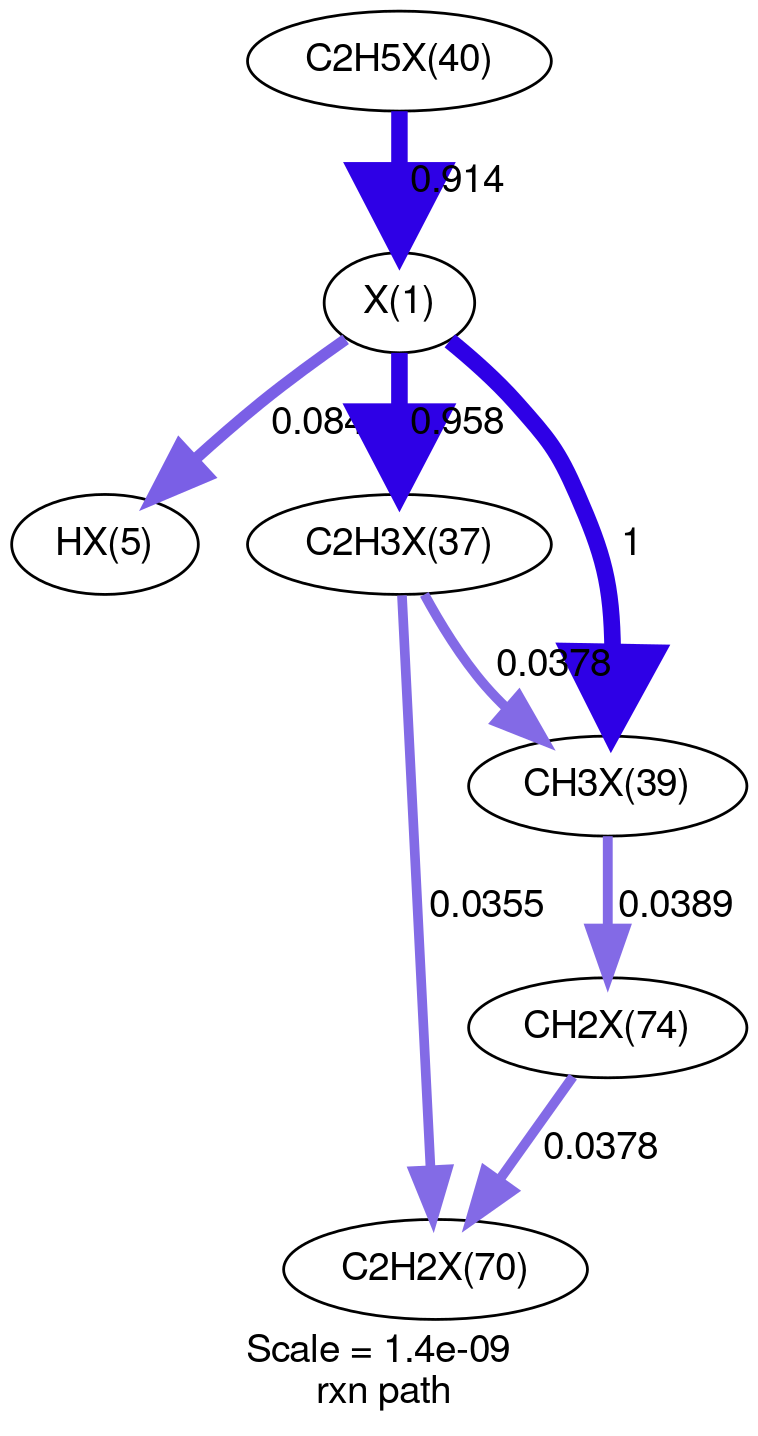 C2H5X(40)
0.914
X(1)
0.084
0.958
HX(5)
C2H3X(37)
1
0.0378
CH3X(39)
0.0355
0.0389
CH2X(74)
0.0378
C2H2X(70)
Scale = 1.4e-09
rxn path